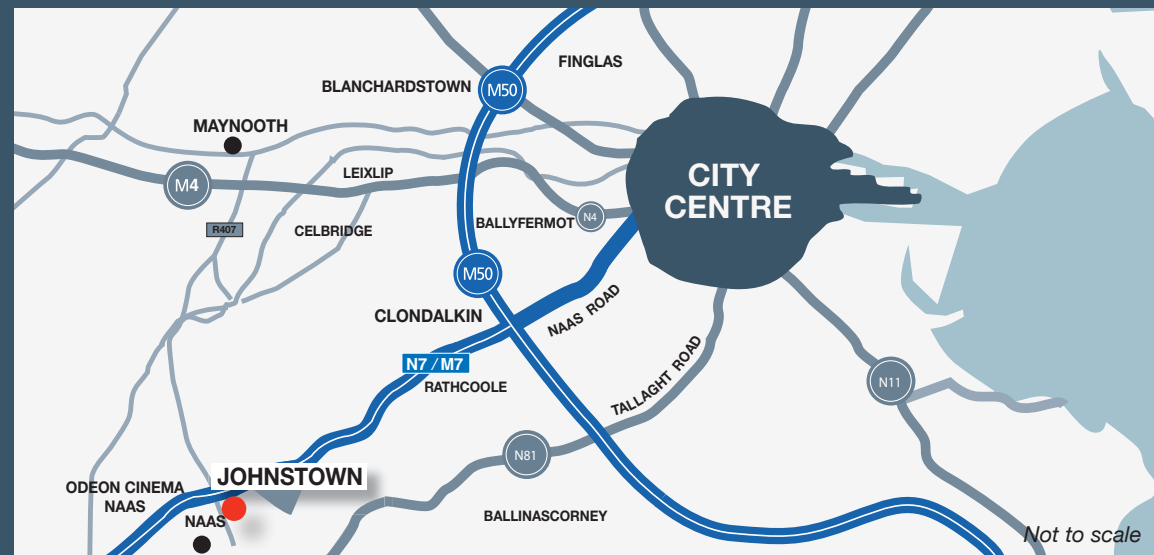 FINGLAS
BLANCHARDSTOWN
M50
MAYNOOTH
LEIXLIP
M4
CITY
CENTRE
R407
CELBRIDGE
BALLYFERMOT
N4
M50
CLONDALKIN
NAAS ROAD
N7 / M7
RATHCOOLE
TALLAGHT ROAD
N11
N81
JOHNSTOWN
ODEON CINEMA
NAAS
NAAS
BALLINASCORNEY
Not to scale